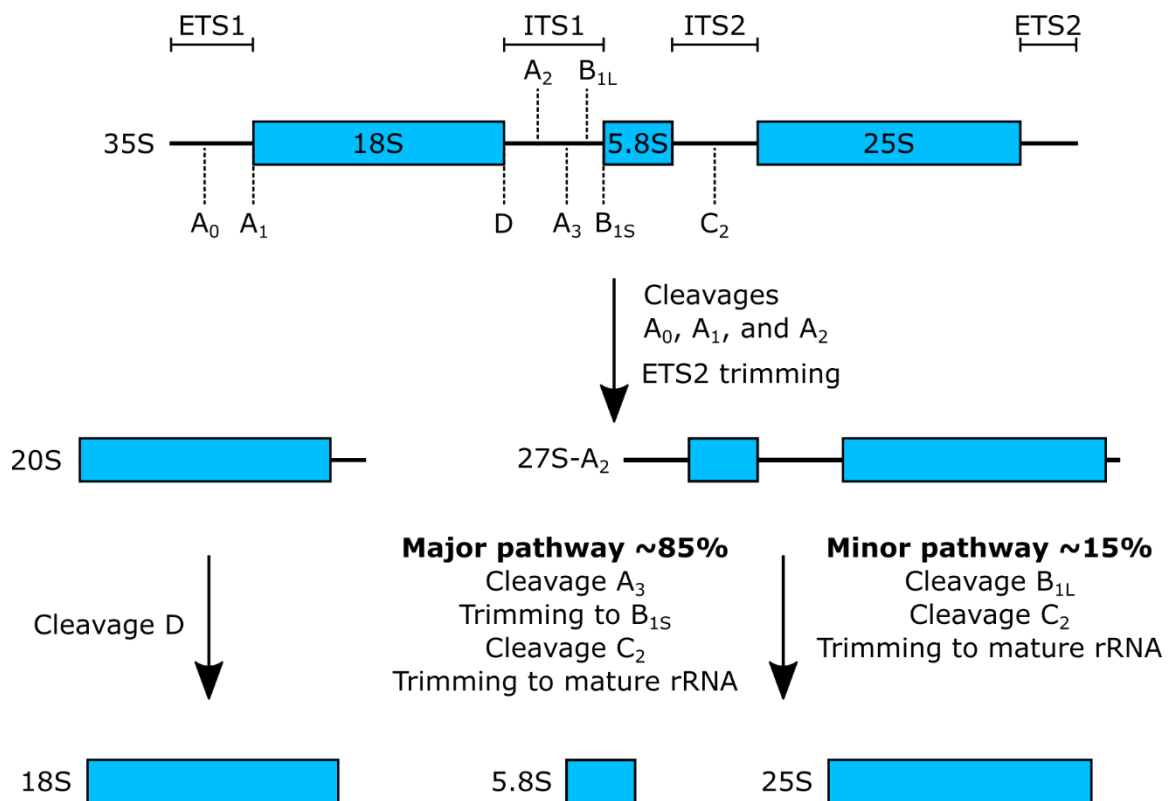 ETS1 ITS1 ITS2 ETS2
A2 B1L
35S 18S 5.8S 25S
A0 A1 D A3 B1S C2
Cleavages
A0, A1, and A2
ETS2 trimming
20S 27S-A2
Cleavage D
Major pathway ~85%
Cleavage A3
Trimming to B1S
Cleavage C2
Trimming to mature rRNA
Minor pathway ~15%
Cleavage B1L
Cleavage C2
Trimming to mature rRNA
18S 5.8S 25S